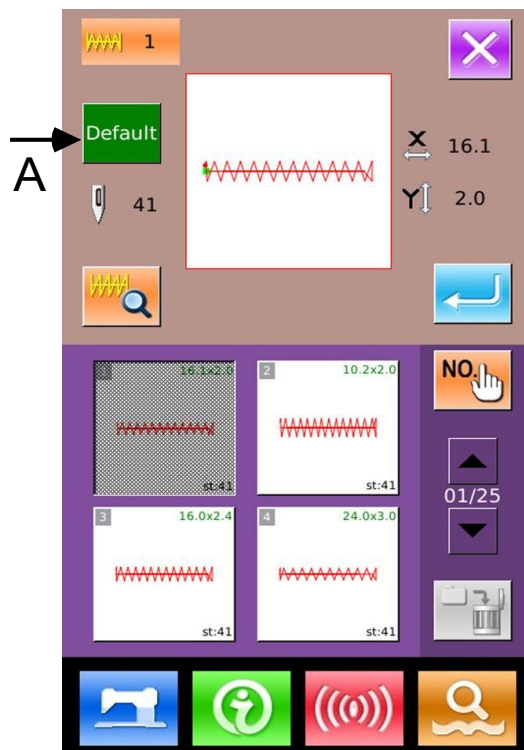 1
Default
A
X 16.1
41
Y 2.0
NO.
1 16.1x2.0
st:41
2 10.2x2.0
st:41
01/25
3 16.0x2.4
st:41
4 24.0x3.0
st:41